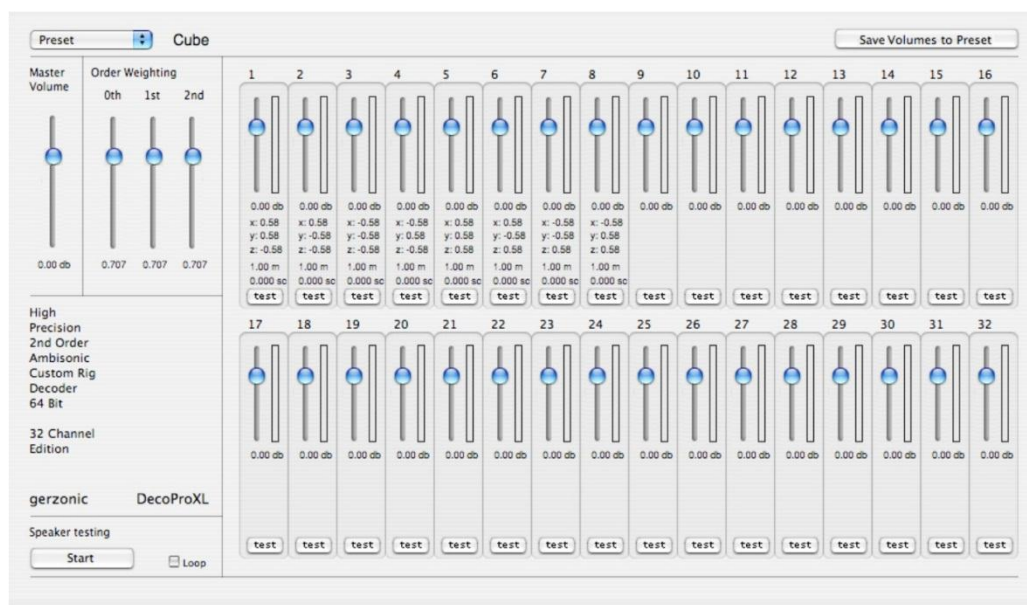 Preset Cube Save Volumes to Preset
Master Volume
Order Weighting
0th 1st 2nd
0.00 db 0.707 0.707 0.707
1 2 3 4 5 6 7 8 9 10 11 12 13 14 15 16
0.00 db 0.00 db 0.00 db 0.00 db 0.00 db 0.00 db 0.00 db 0.00 db 0.00 db 0.00 db 0.00 db 0.00 db 0.00 db 0.00 db 0.00 db 0.00 db
x: 0.58 x: 0.58 x: -0.58 x: -0.58 x: 0.58 x: 0.58 x: -0.58 x: -0.58
y: 0.58 y: -0.58 y: -0.58 y: 0.58 y: 0.58 y: -0.58 y: -0.58 y: 0.58
z: -0.58 z: -0.58 z: -0.58 z: -0.58 z: 0.58 z: 0.58 z: 0.58 z: 0.58
1.00 m 1.00 m 1.00 m 1.00 m 1.00 m 1.00 m 1.00 m 1.00 m
0.000 sc 0.000 sc 0.000 sc 0.000 sc 0.000 sc 0.000 sc 0.000 sc 0.000 sc
test test test test test test test test test test test test test test test test
High
Precision
2nd Order
Ambisonic
Custom Rig
Decoder
64 Bit
32 Channel
Edition
gerzonic DecoProXL
Speaker testing
Start Loop
17 18 19 20 21 22 23 24 25 26 27 28 29 30 31 32
0.00 db 0.00 db 0.00 db 0.00 db 0.00 db 0.00 db 0.00 db 0.00 db 0.00 db 0.00 db 0.00 db 0.00 db 0.00 db 0.00 db 0.00 db 0.00 db
test test test test test test test test test test test test test test test test